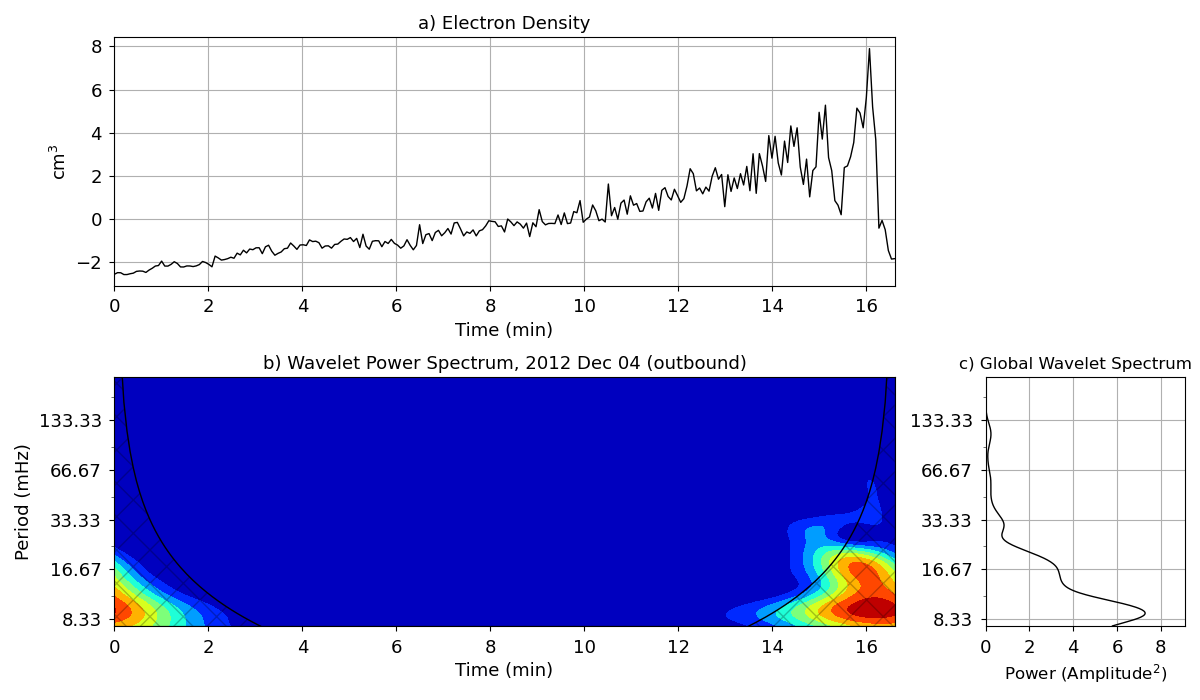 a) Electron Density
cm³
8
6
4
2
0
−2
0 2 4 6 8 10 12 14 16
Time (min)
b) Wavelet Power Spectrum, 2012 Dec 04 (outbound)
Period (mHz)
133.33
66.67
33.33
16.67
8.33
0 2 4 6 8 10 12 14 16
Time (min)
c) Global Wavelet Spectrum
133.33
66.67
33.33
16.67
8.33
0 2 4 6 8
Power (Amplitude²)